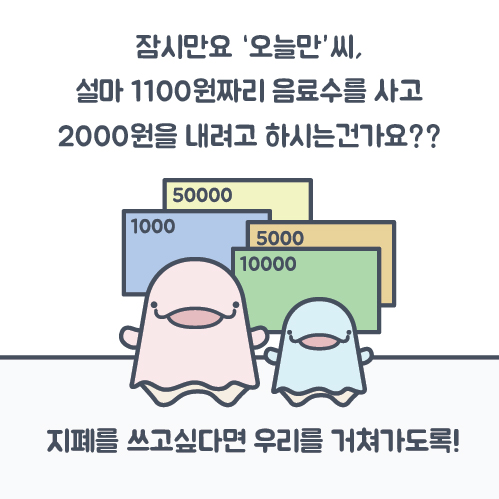 잠시만요 ‘오늘만’씨,
설마 1100원짜리 음료수를 사고
2000원을 내려고 하시는건가요??
50000
1000
5000
10000
지폐를 쓰고싶다면 우리를 거쳐가도록!